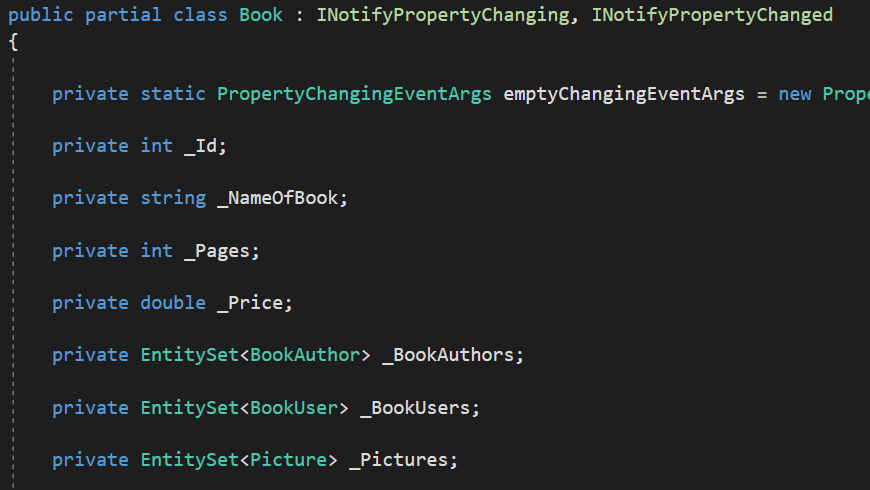 public partial class Book : INotifyPropertyChanging, INotifyPropertyChanged
{
private static PropertyChangingEventArgs emptyChangingEventArgs = new Prope
private int _Id;
private string _NameOfBook;
private int _Pages;
private double _Price;
private EntitySet<BookAuthor> _BookAuthors;
private EntitySet<BookUser> _BookUsers;
private EntitySet<Picture> _Pictures;